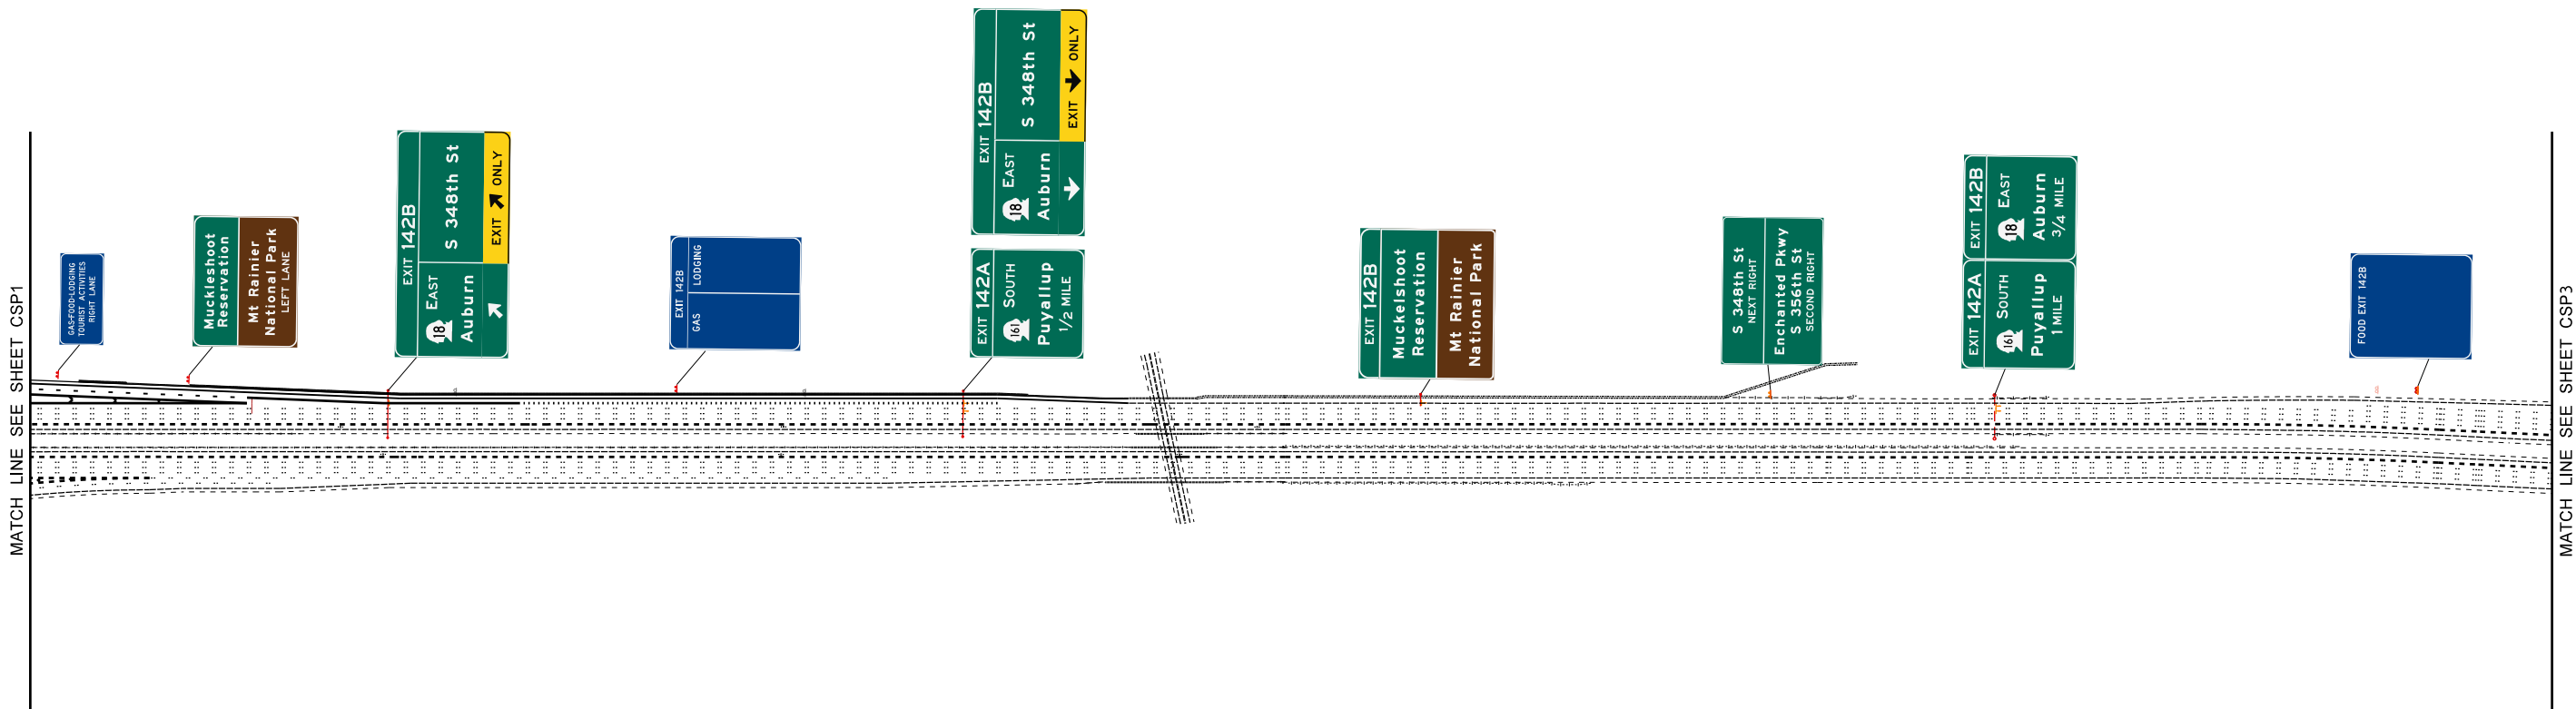 MATCH LINE SEE SHEET CSP1
GAS-FOOD-LODGING
TOURIST ACTIVITIES
RIGHT LANE
Muckleshoot
Reservation
Mt Rainier
National Park
LEFT LANE
EXIT 142B
18 EAST
Auburn
S 348th St
EXIT ONLY
EXIT 142B
GAS
LODGING
EXIT 142B
18 EAST
Auburn
S 348th St
EXIT ONLY
EXIT 142A
161 SOUTH
Puyallup
1/2 MILE
EXIT 142B
Muckelshoot
Reservation
Mt Rainier
National Park
S 348th St
NEXT RIGHT
Enchanted Pkwy
S 356th St
SECOND RIGHT
EXIT 142A
161 SOUTH
Puyallup
1 MILE
EXIT 142B
18 EAST
Auburn
3/4 MILE
FOOD EXIT 142B
MATCH LINE SEE SHEET CSP3